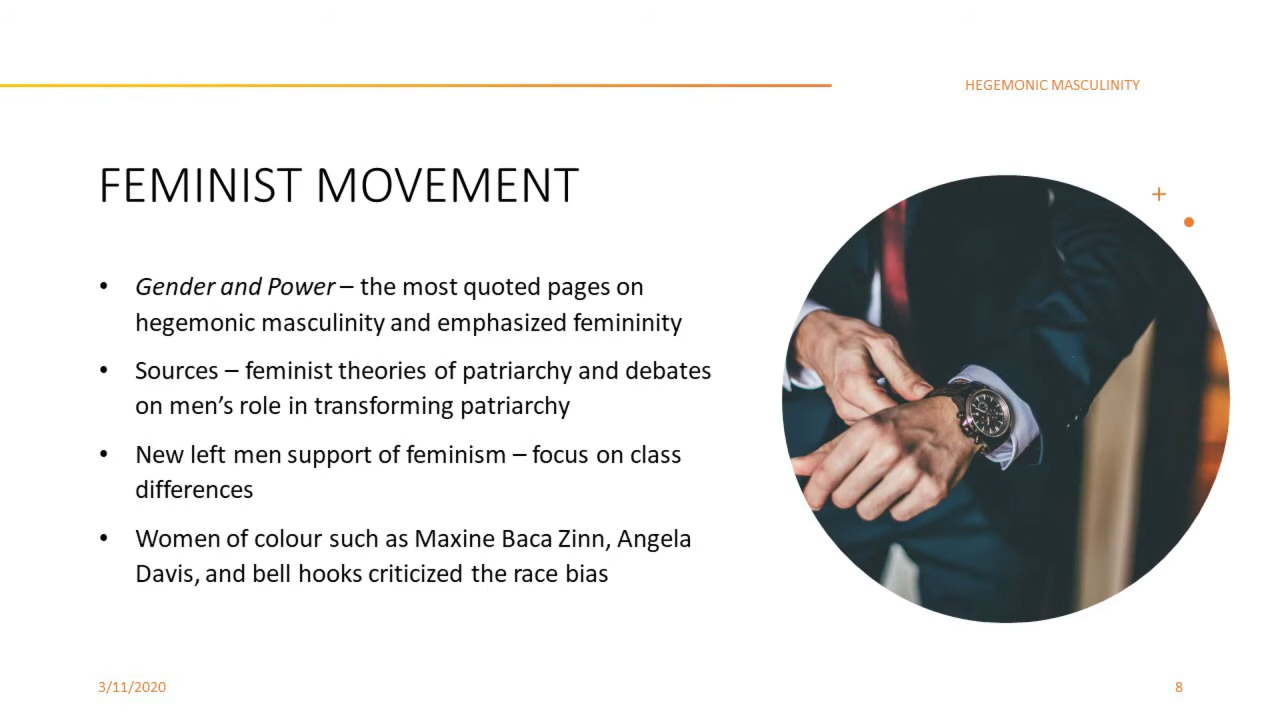 HEGEMONIC MASCULINITY
FEMINIST MOVEMENT
• Gender and Power – the most quoted pages on
hegemonic masculinity and emphasized femininity
• Sources – feminist theories of patriarchy and debates
on men’s role in transforming patriarchy
• New left men support of feminism – focus on class
differences
• Women of colour such as Maxine Baca Zinn, Angela
Davis, and bell hooks criticized the race bias
3/11/2020
8